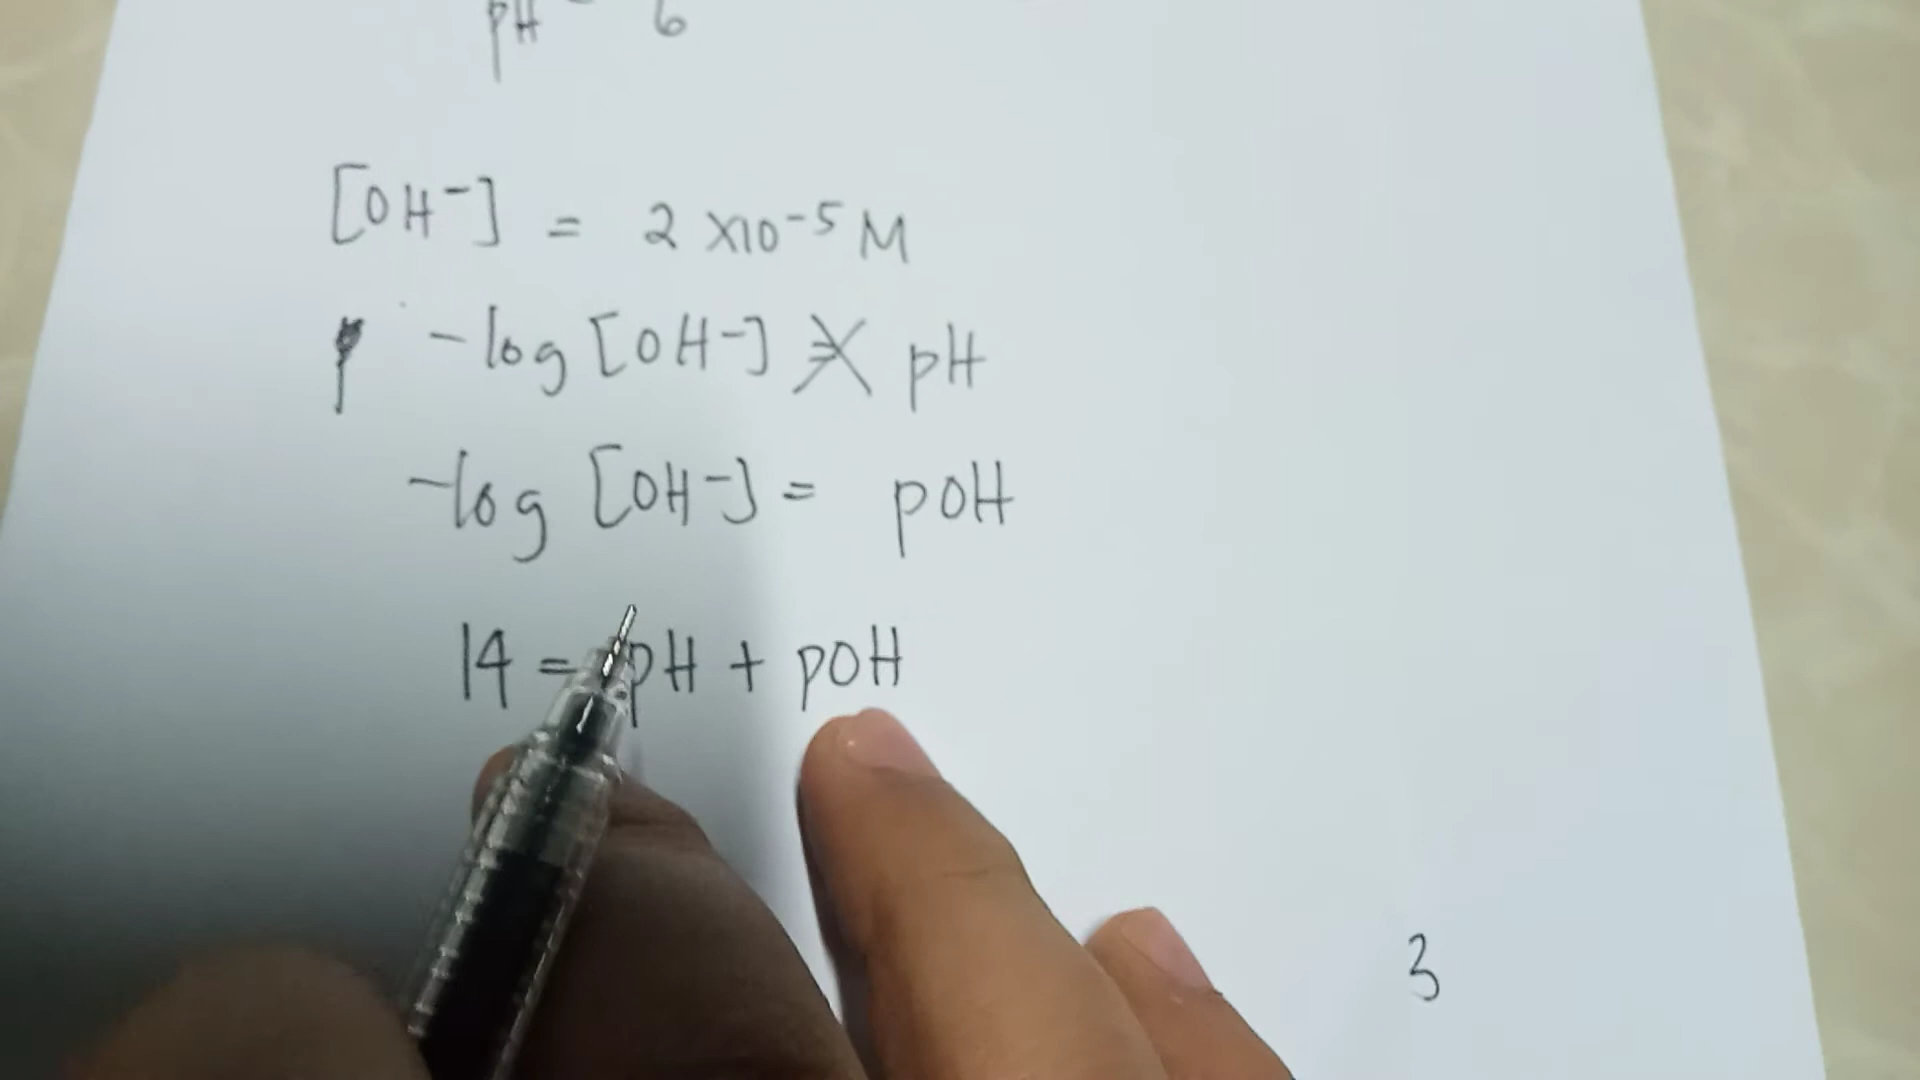 pH = 6
[OH⁻] = 2 x10⁻⁵ M
-log [OH⁻] ≠ pH
-log [OH⁻] = pOH
14 = pH + pOH
3